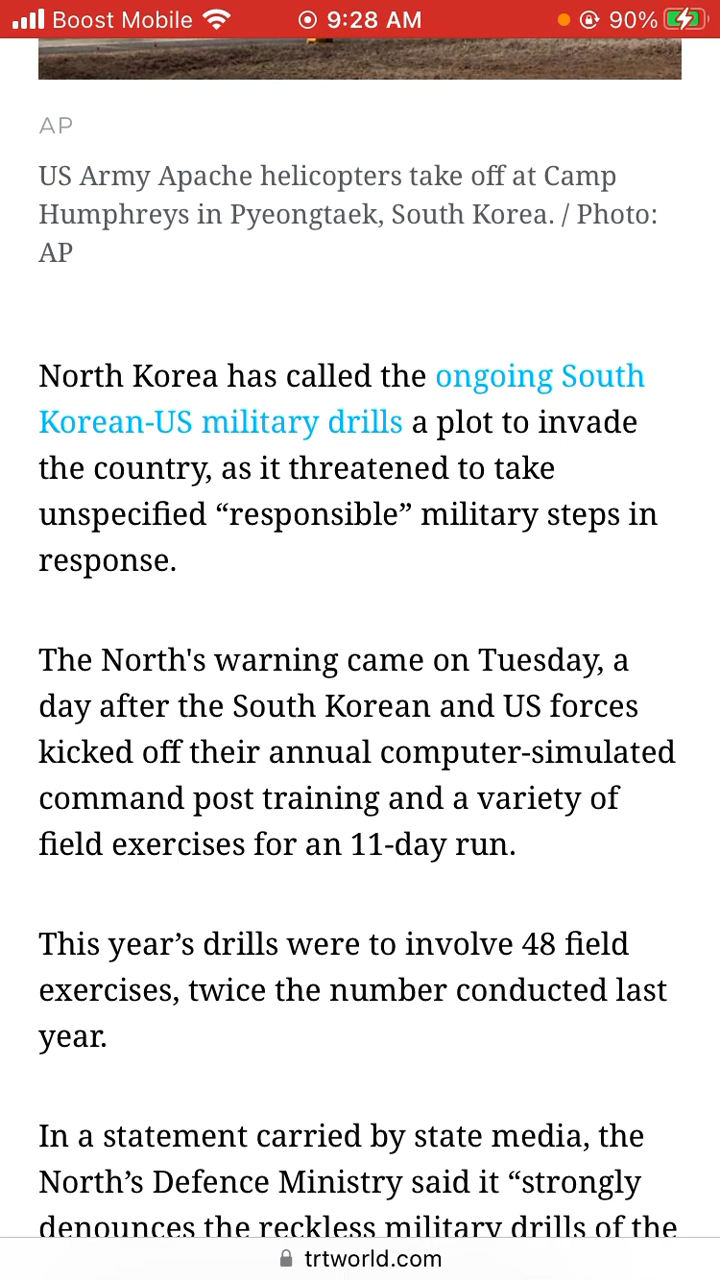 Boost Mobile 9:28 AM 90%
AP
US Army Apache helicopters take off at Camp
Humphreys in Pyeongtaek, South Korea. / Photo:
AP
North Korea has called the ongoing South
Korean-US military drills a plot to invade
the country, as it threatened to take
unspecified “responsible” military steps in
response.
The North's warning came on Tuesday, a
day after the South Korean and US forces
kicked off their annual computer-simulated
command post training and a variety of
field exercises for an 11-day run.
This year’s drills were to involve 48 field
exercises, twice the number conducted last
year.
In a statement carried by state media, the
North’s Defence Ministry said it “strongly
denounces the reckless military drills of the
trtworld.com